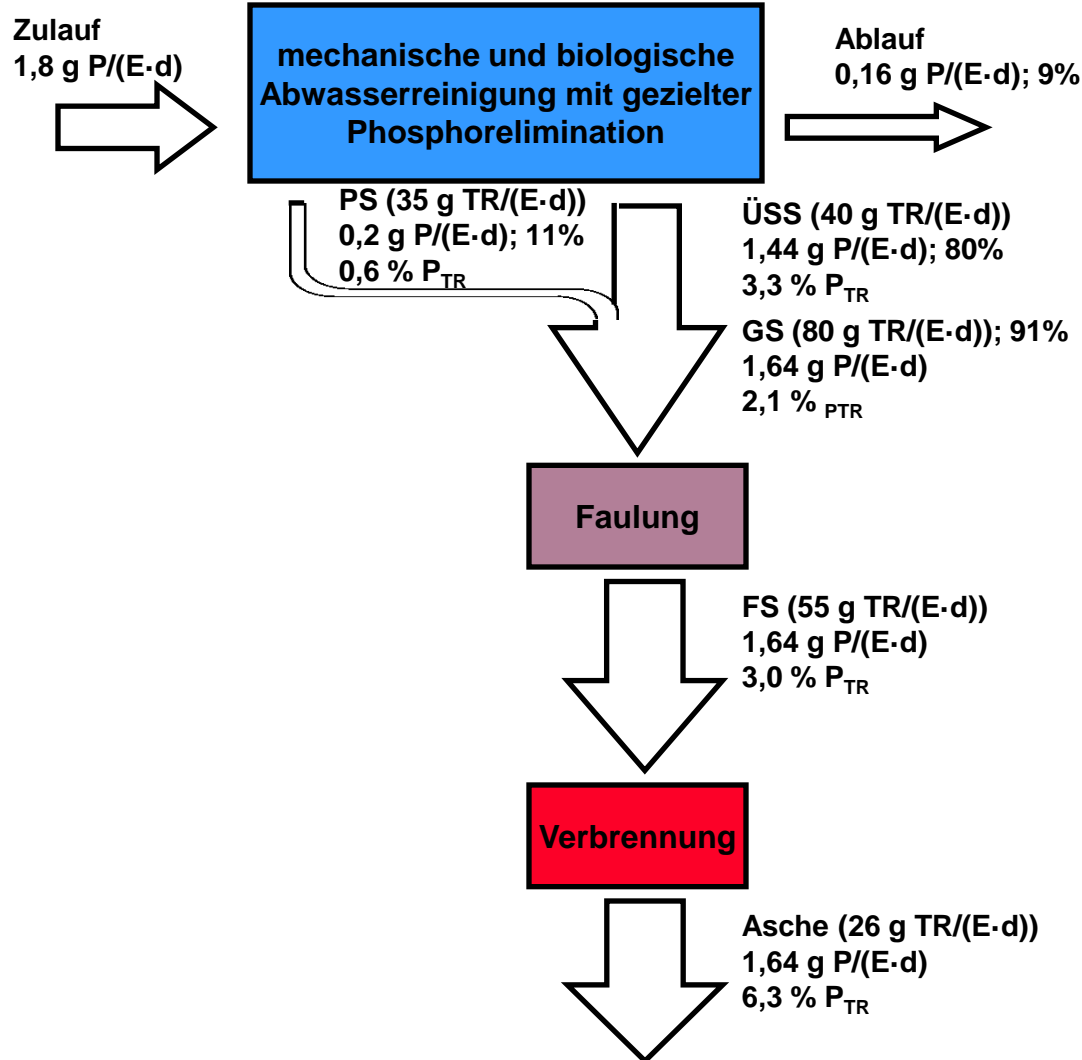 Zulauf
1,8 g P/(E·d)
mechanische und biologische
Abwasserreinigung mit gezielter
Phosphorelimination
Ablauf
0,16 g P/(E·d); 9%
PS (35 g TR/(E·d))
0,2 g P/(E·d); 11%
0,6 % PTR
ÜSS (40 g TR/(E·d))
1,44 g P/(E·d); 80%
3,3 % PTR
GS (80 g TR/(E·d)); 91%
1,64 g P/(E·d)
2,1 % PTR
Faulung
FS (55 g TR/(E·d))
1,64 g P/(E·d)
3,0 % PTR
Verbrennung
Asche (26 g TR/(E·d))
1,64 g P/(E·d)
6,3 % PTR